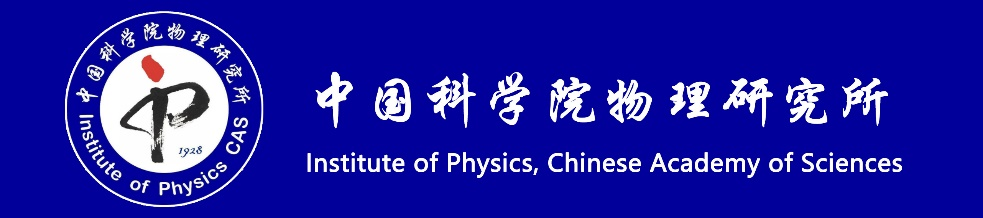 中国科学院物理研究所
Institute of Physics CAS
1928
中国科学院物理研究所
Institute of Physics, Chinese Academy of Sciences